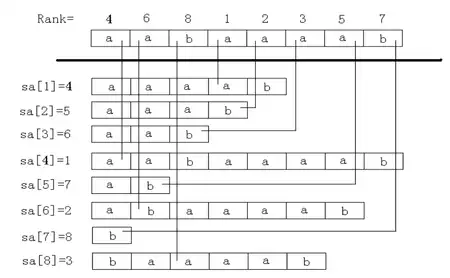 Rank= 4 6 8 1 2 3 5 7
a a b a a a a b
sa[1]=4 a a a a b
sa[2]=5 a a a b
sa[3]=6 a a b
sa[4]=1 a a b a a a a b
sa[5]=7 a b
sa[6]=2 a b a a a a b
sa[7]=8 b
sa[8]=3 b a a a a b